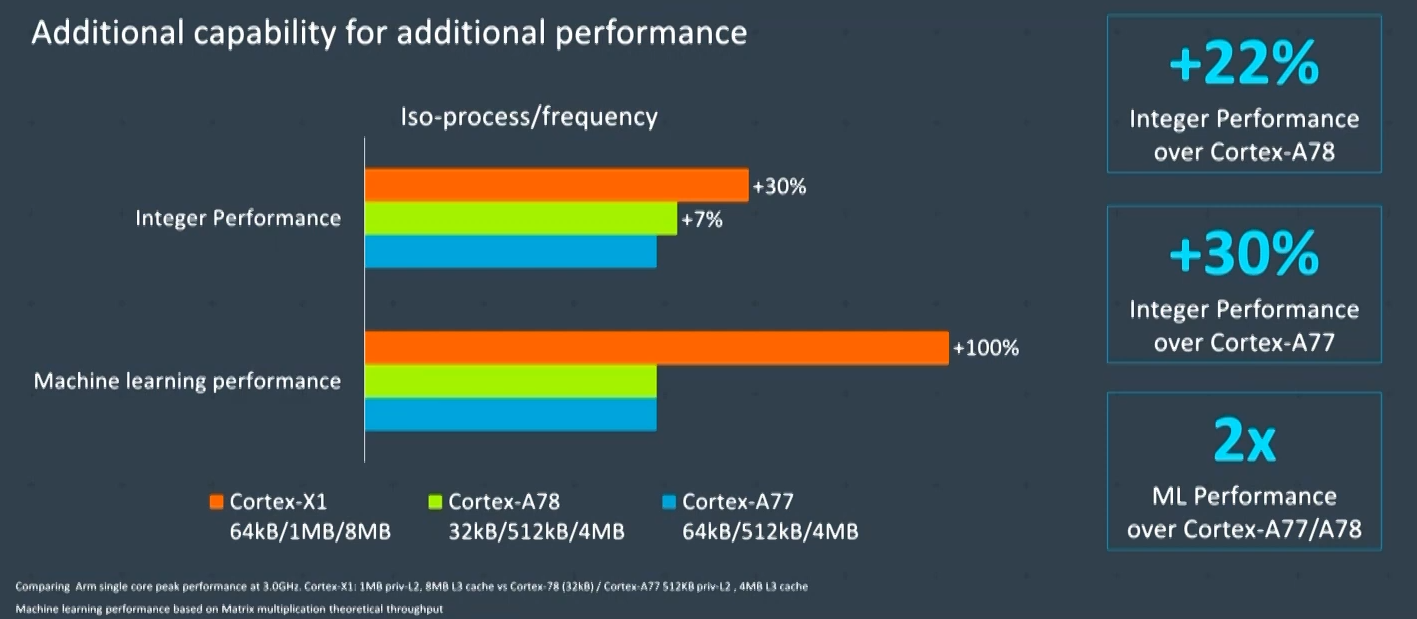 Additional capability for additional performance
Iso-process/frequency
Integer Performance
+30%
+7%
Machine learning performance
+100%
Cortex-X1
64kB/1MB/8MB
Cortex-A78
32kB/512kB/4MB
Cortex-A77
64kB/512kB/4MB
+22%
Integer Performance
over Cortex-A78
+30%
Integer Performance
over Cortex-A77
2x
ML Performance
over Cortex-A77/A78
Comparing Arm single core peak performance at 3.0GHz. Cortex-X1: 1MB priv-L2, 8MB L3 cache vs Cortex-78 (32kB) / Cortex-A77 512KB priv-L2 , 4MB L3 cache
Machine learning performance based on Matrix multiplication theoretical throughput